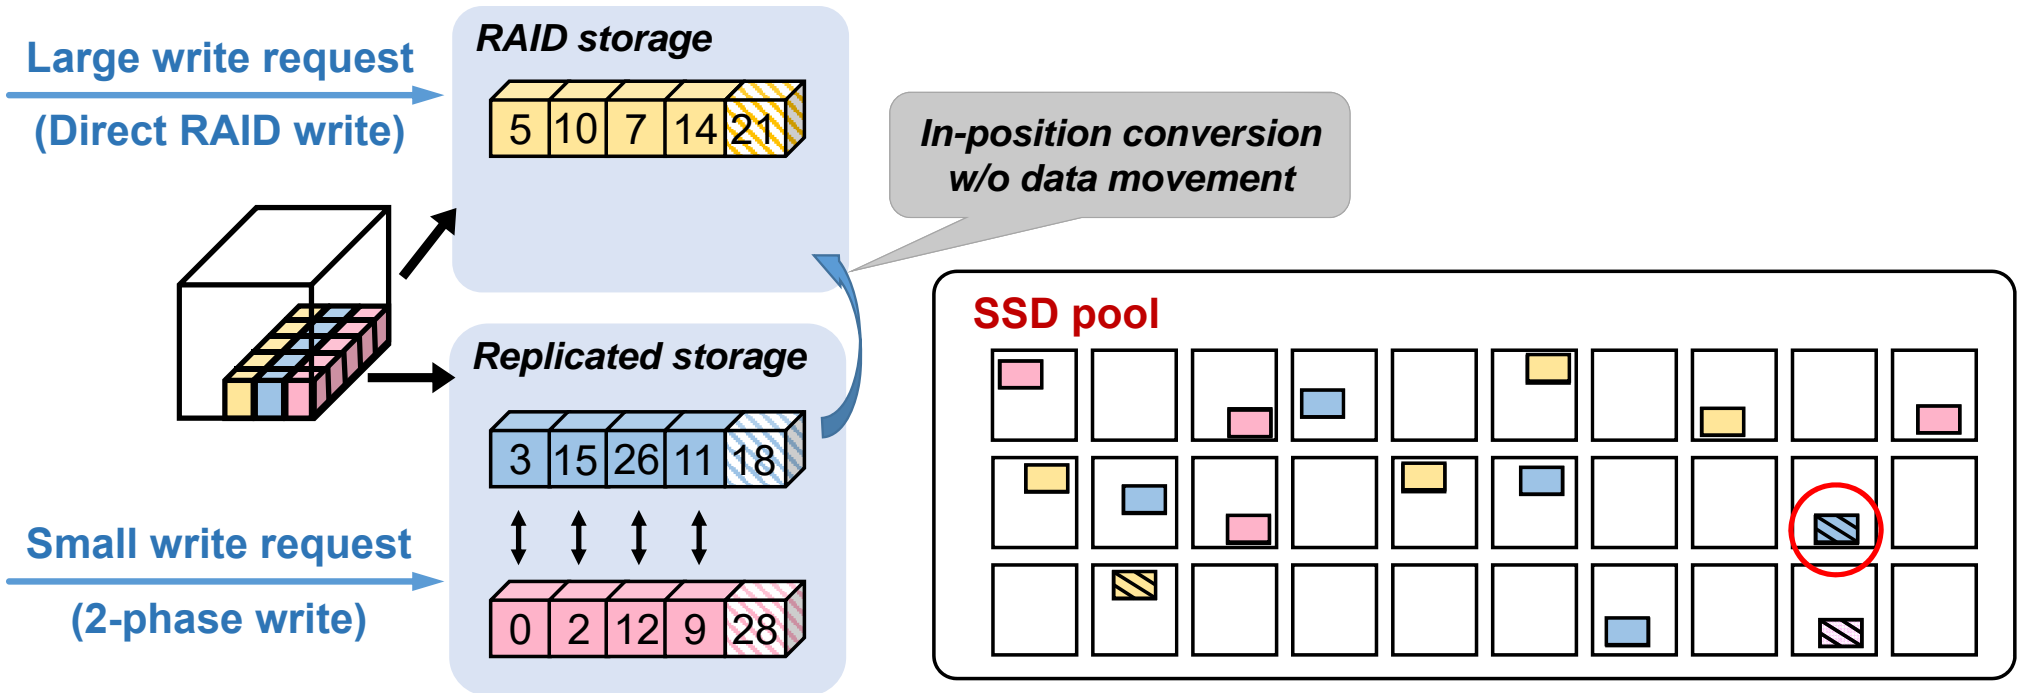 Large write request
(Direct RAID write)
RAID storage
5 10 7 14 21
In-position conversion
w/o data movement
Replicated storage
3 15 26 11 18
Small write request
(2-phase write)
0 2 12 9 28
SSD pool